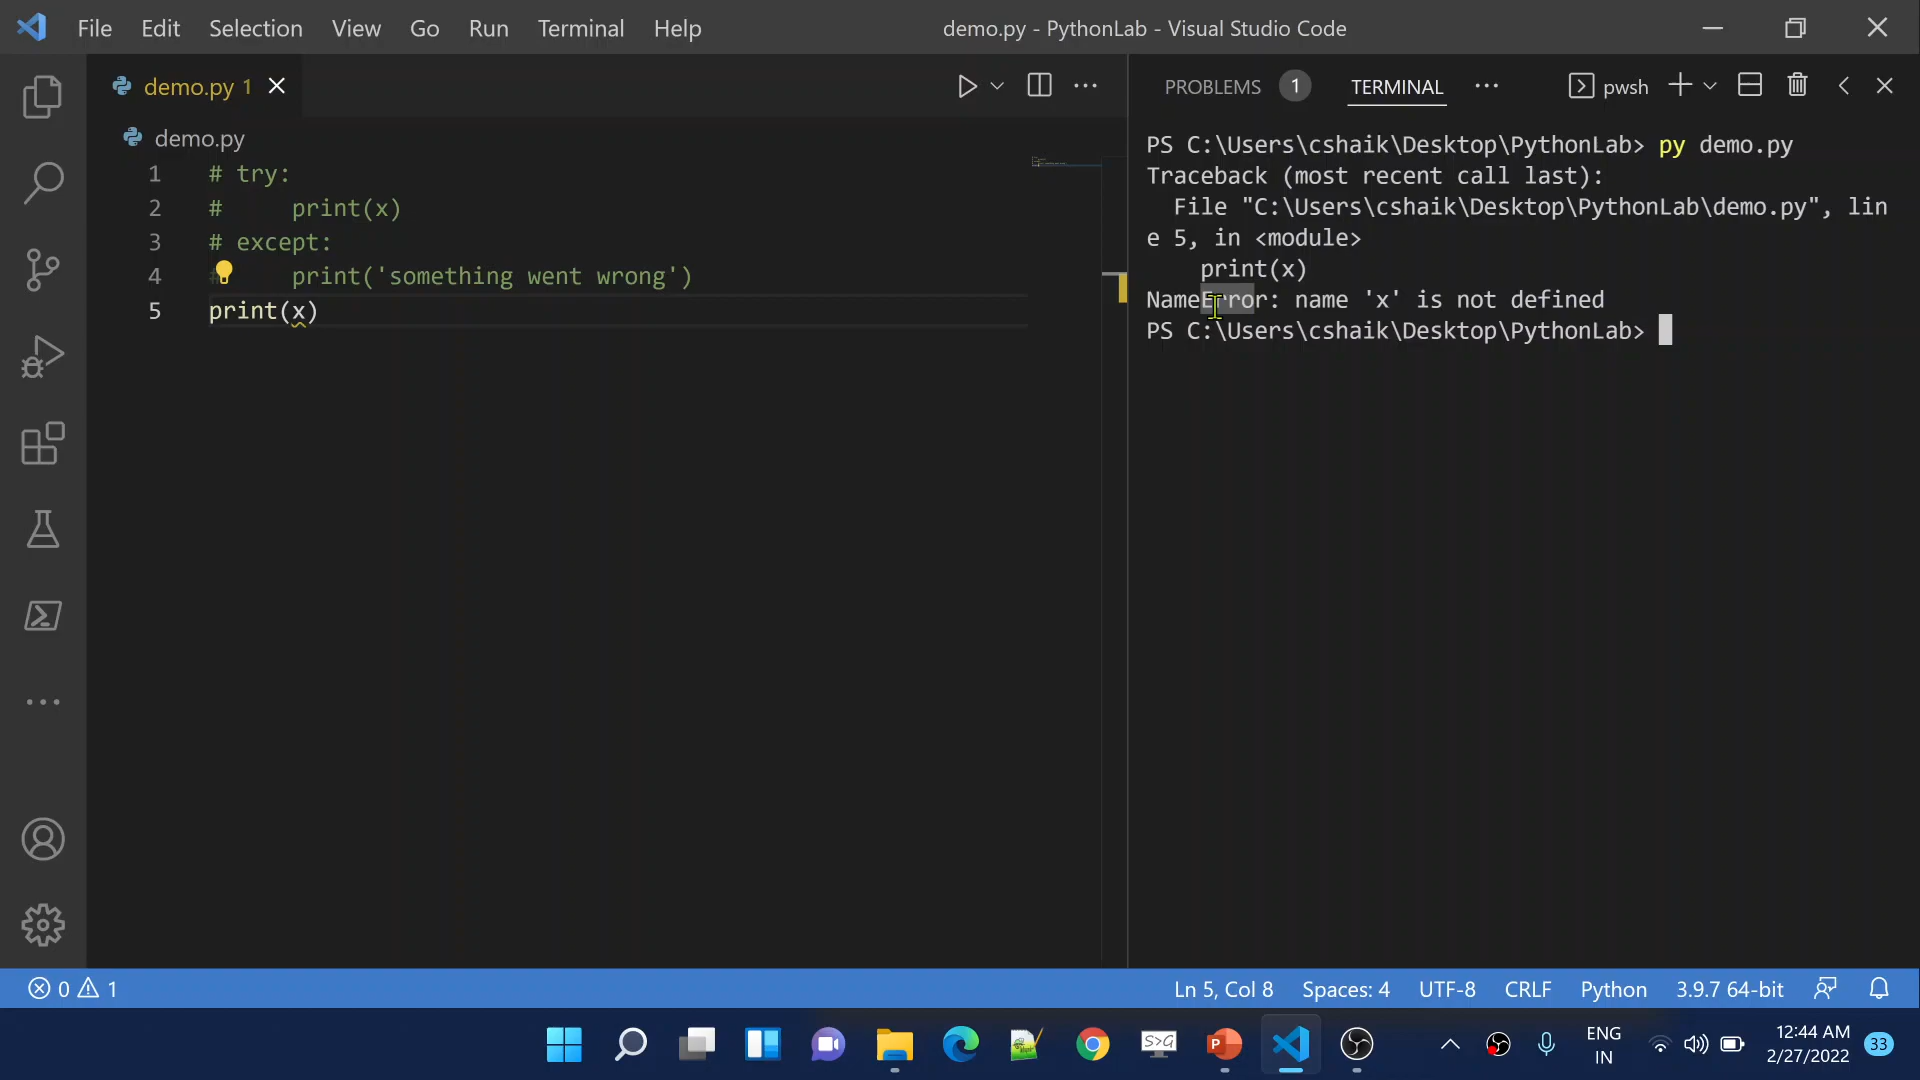 File Edit Selection View Go Run Terminal Help demo.py - PythonLab - Visual Studio Code
demo.py 1
PROBLEMS 1 TERMINAL ... pwsh
demo.py
1 # try:
2 #     print(x)
3 # except:
4 #     print('something went wrong')
5 print(x)
PS C:\Users\cshaik\Desktop\PythonLab> py demo.py
Traceback (most recent call last):
  File "C:\Users\cshaik\Desktop\PythonLab\demo.py", lin
e 5, in <module>
    print(x)
NameError: name 'x' is not defined
PS C:\Users\cshaik\Desktop\PythonLab>
0 1 Ln 5, Col 8 Spaces: 4 UTF-8 CRLF Python 3.9.7 64-bit
S>G
P
ENG
IN
12:44 AM
2/27/2022
33